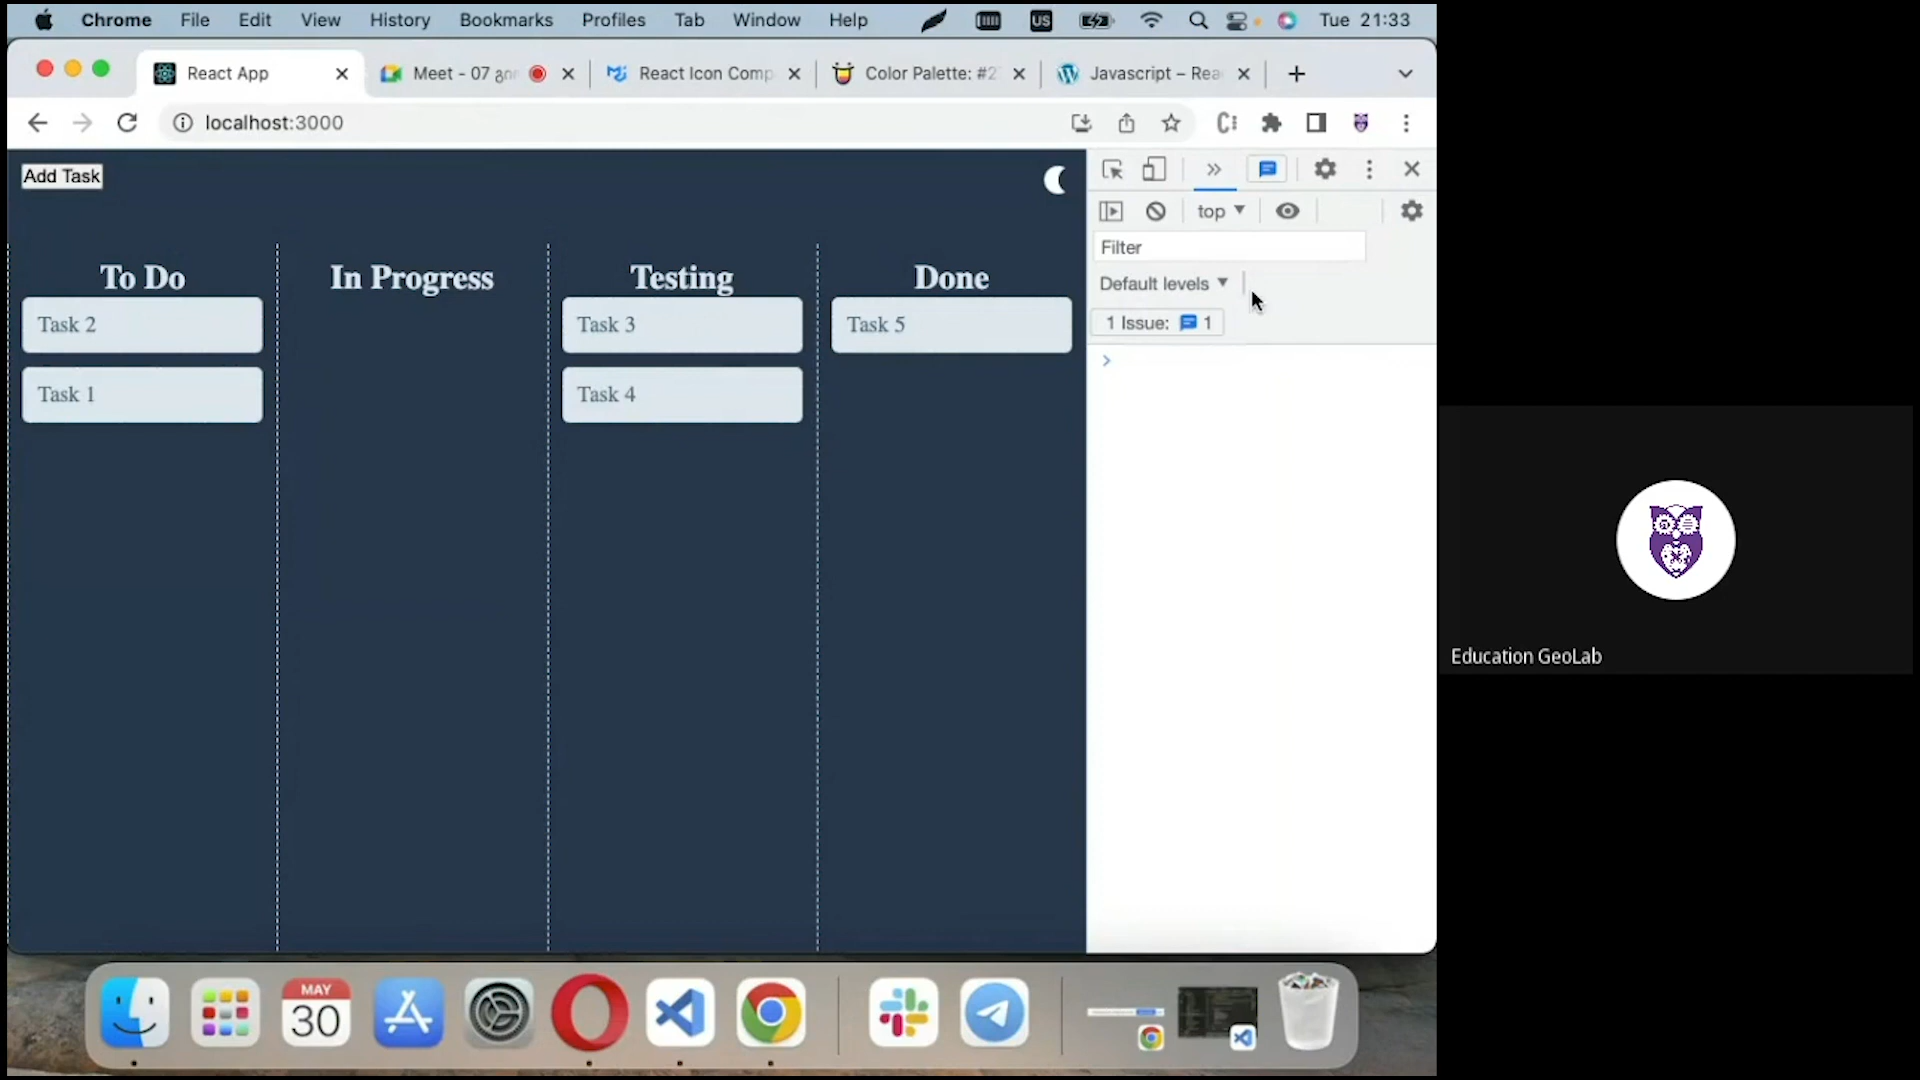 Chrome File Edit View History Bookmarks Profiles Tab Window Help US Tue 21:33
React App Meet - 07 React Icon Comp Color Palette: #2 Javascript – Rea
localhost:3000
Add Task
top
Filter
Default levels
1 Issue: 1
To Do In Progress Testing Done
Task 2 Task 3 Task 5
Task 1 Task 4
Education GeoLab
MAY
30